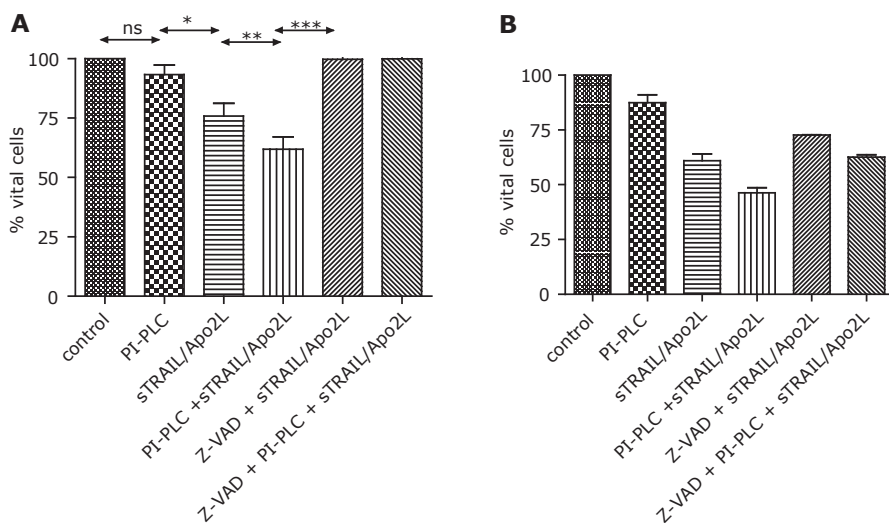 A
ns
*
**
***
% vital cells
100
75
50
25
0
control
PI-PLC
sTRAIL/Apo2L
PI-PLC +sTRAIL/Apo2L
Z-VAD + sTRAIL/Apo2L
Z-VAD + PI-PLC + sTRAIL/Apo2L
B
% vital cells
100
75
50
25
0
control
PI-PLC
sTRAIL/Apo2L
PI-PLC +sTRAIL/Apo2L
Z-VAD + sTRAIL/Apo2L
Z-VAD + PI-PLC + sTRAIL/Apo2L